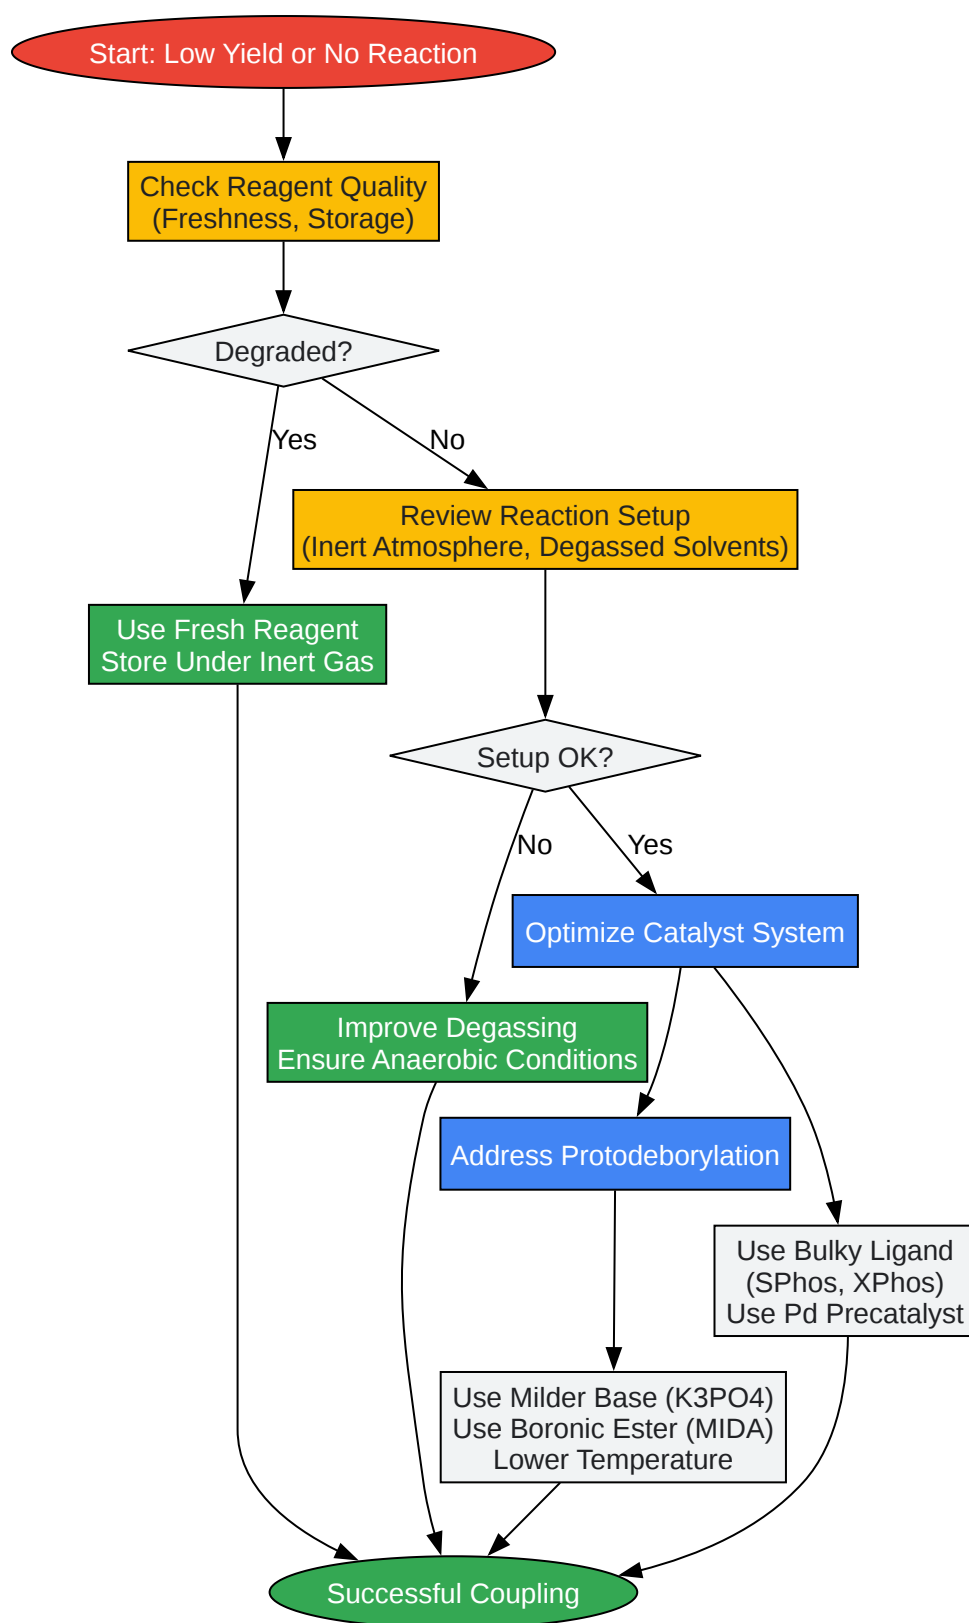 Start: Low Yield or No Reaction
Check Reagent Quality
(Freshness, Storage)
Degraded?
Yes
No
Review Reaction Setup
(Inert Atmosphere, Degassed Solvents)
Use Fresh Reagent
Store Under Inert Gas
Setup OK?
No
Yes
Optimize Catalyst System
Improve Degassing
Ensure Anaerobic Conditions
Address Protodeborylation
Use Bulky Ligand
(SPhos, XPhos)
Use Pd Precatalyst
Use Milder Base (K3PO4)
Use Boronic Ester (MIDA)
Lower Temperature
Successful Coupling